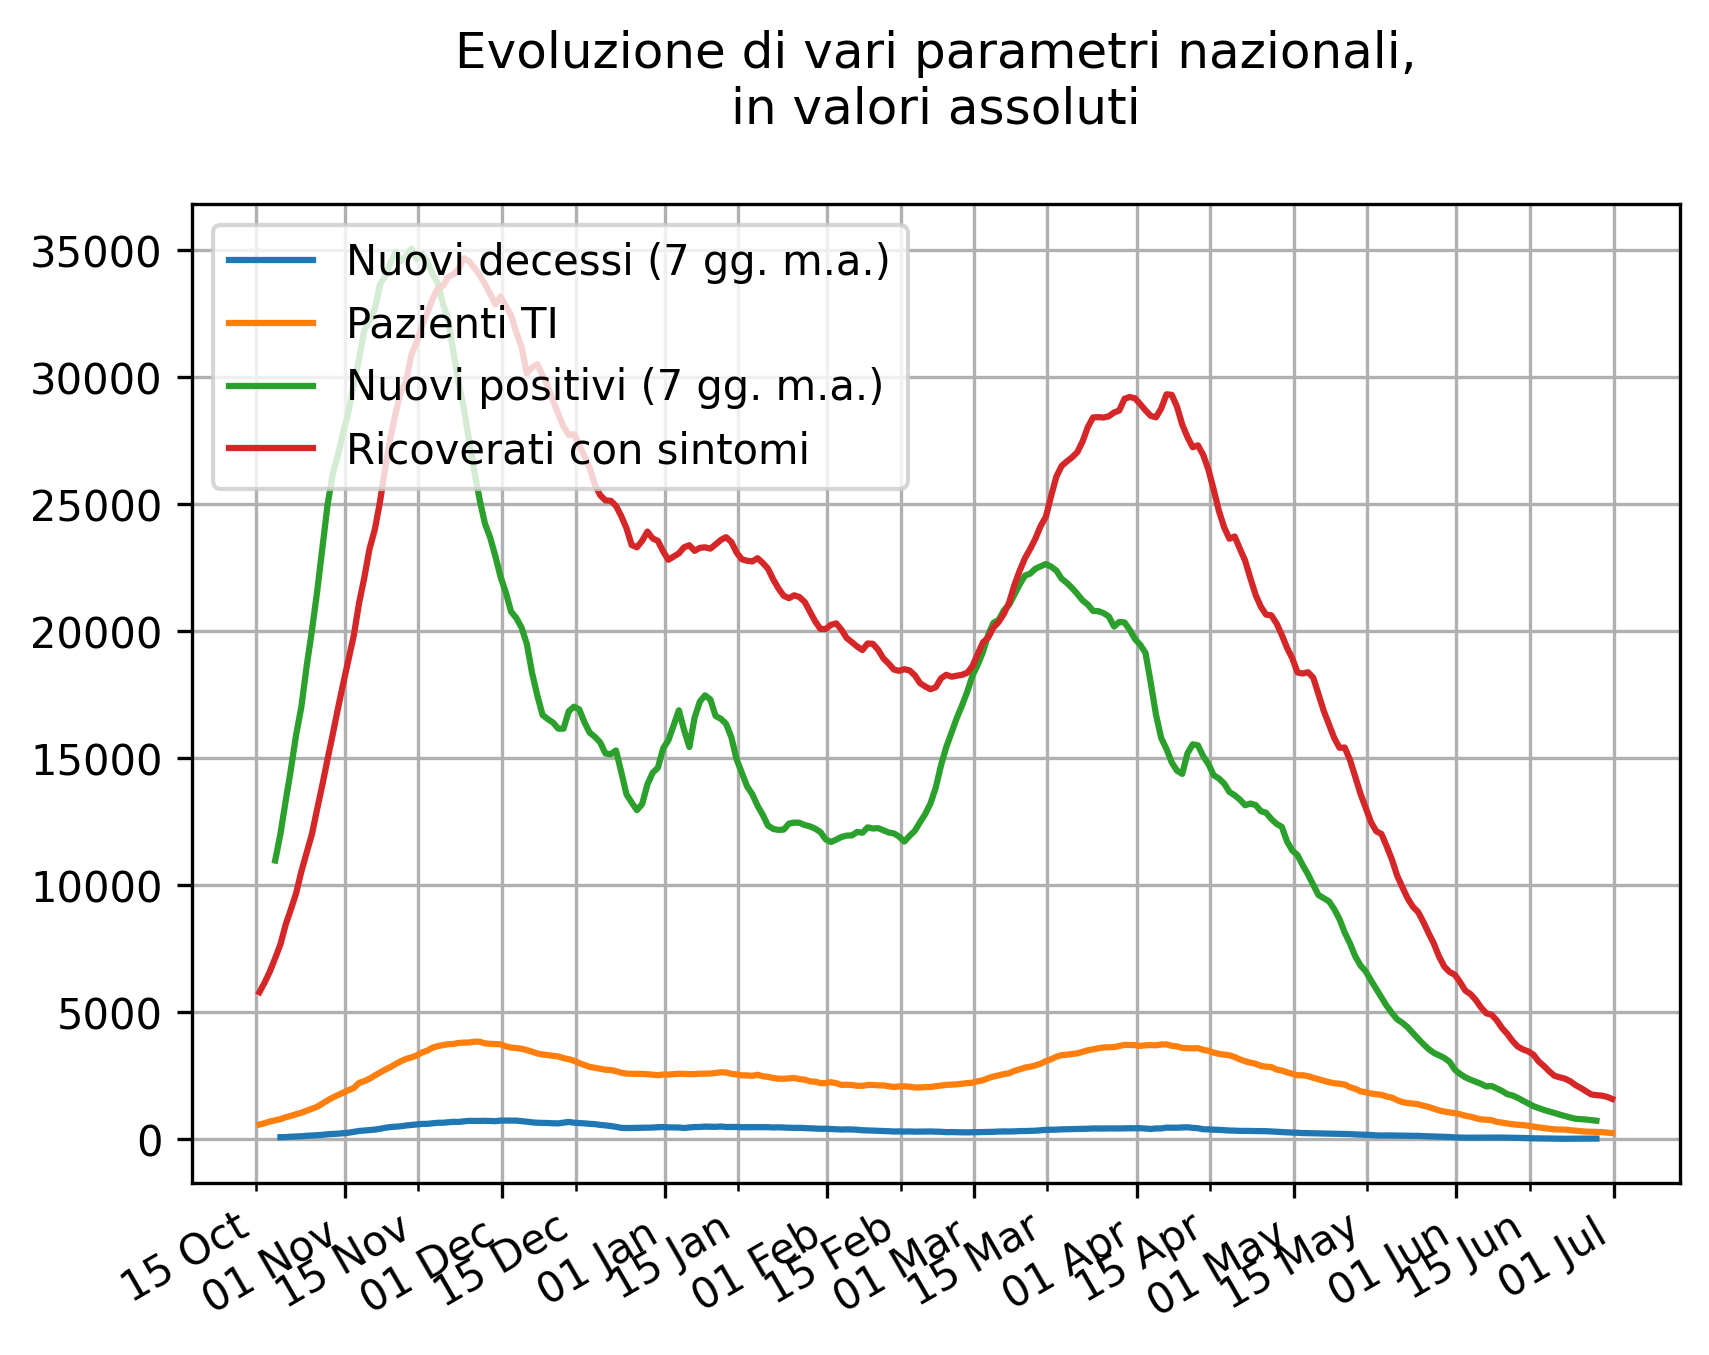 Evoluzione di vari parametri nazionali,
in valori assoluti
35000
30000
25000
20000
15000
10000
5000
0
Nuovi decessi (7 gg. m.a.)
Pazienti TI
Nuovi positivi (7 gg. m.a.)
Ricoverati con sintomi
15 Oct
01 Nov
15 Nov
01 Dec
15 Dec
01 Jan
15 Jan
01 Feb
15 Feb
01 Mar
15 Mar
01 Apr
15 Apr
01 May
15 May
01 Jun
15 Jun
01 Jul